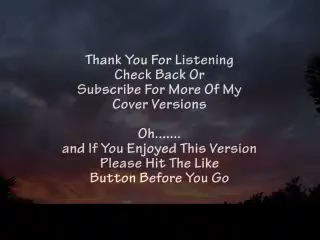 Thank You For Listening
Check Back Or
Subscribe For More Of My
Cover Versions
Oh.......
and If You Enjoyed This Version
Please Hit The Like
Button Before You Go